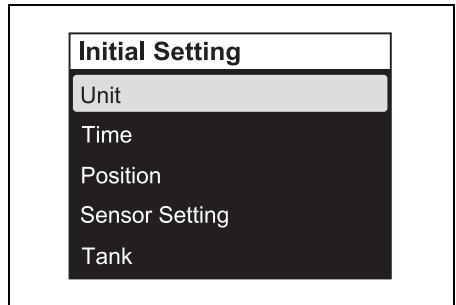 Initial Setting
Unit
Time
Position
Sensor Setting
Tank